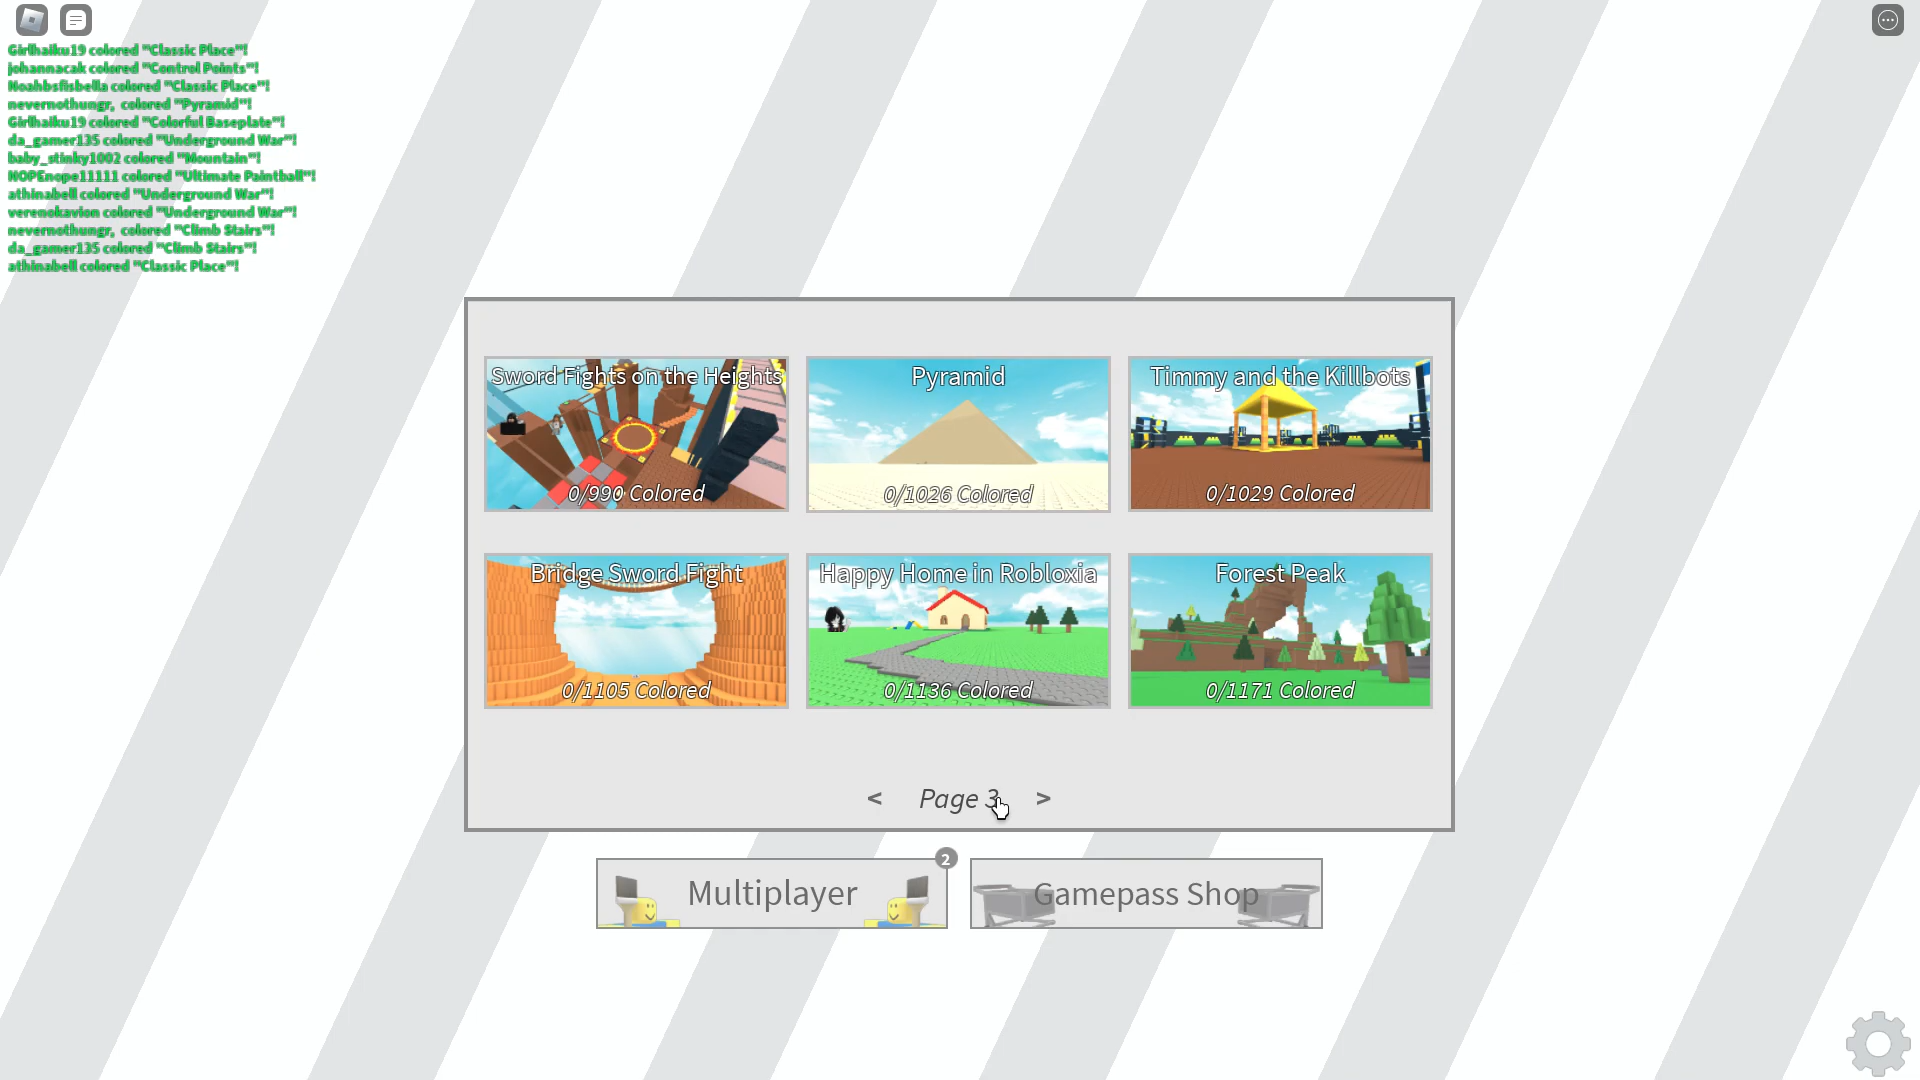 Girlhaiku19 colored "Classic Place"!
johannacak colored "Control Points"!
Noahbsfisbella colored "Classic Place"!
nevernothungr, colored "Pyramid"!
Girlhaiku19 colored "Colorful Baseplate"!
da_gamer135 colored "Underground War"!
baby_stinky1002 colored "Mountain"!
NOPEnope11111 colored "Ultimate Paintball"!
athinabell colored "Underground War"!
verenokavion colored "Underground War"!
nevernothungr, colored "Climb Stairs"!
da_gamer135 colored "Climb Stairs"!
athinabell colored "Classic Place"!
Sword Fights on the Heights
0/990 Colored
Pyramid
0/1026 Colored
Timmy and the Killbots
0/1029 Colored
Bridge Sword Fight
0/1105 Colored
Happy Home in Robloxia
0/1136 Colored
Forest Peak
0/1171 Colored
< Page 3 >
Multiplayer
2
Gamepass Shop